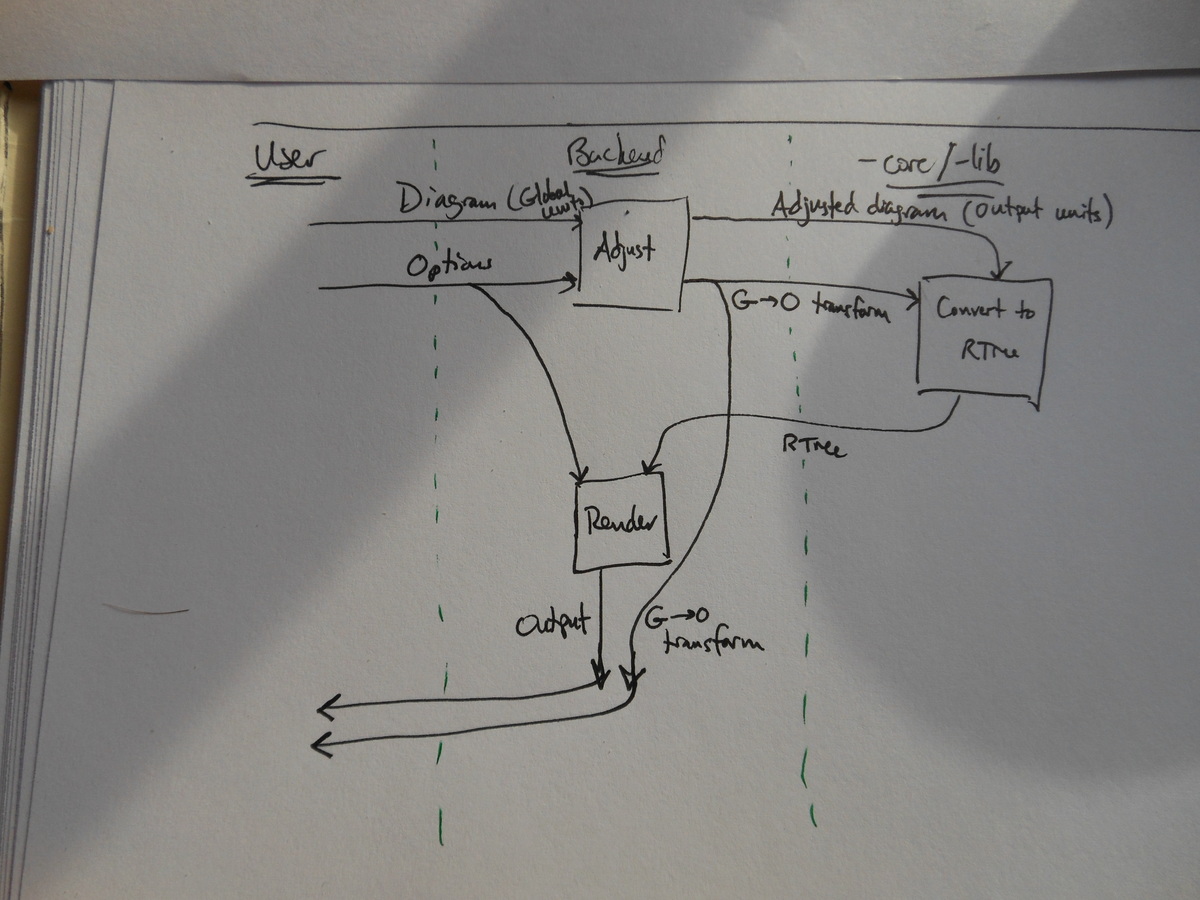 User
Backend
-core/-lib
Diagram (Global
units)
Adjusted diagram (Output units)
Adjust
Options
G→O transform
Convert to
RTree
RTree
Render
Output
G→O
transform